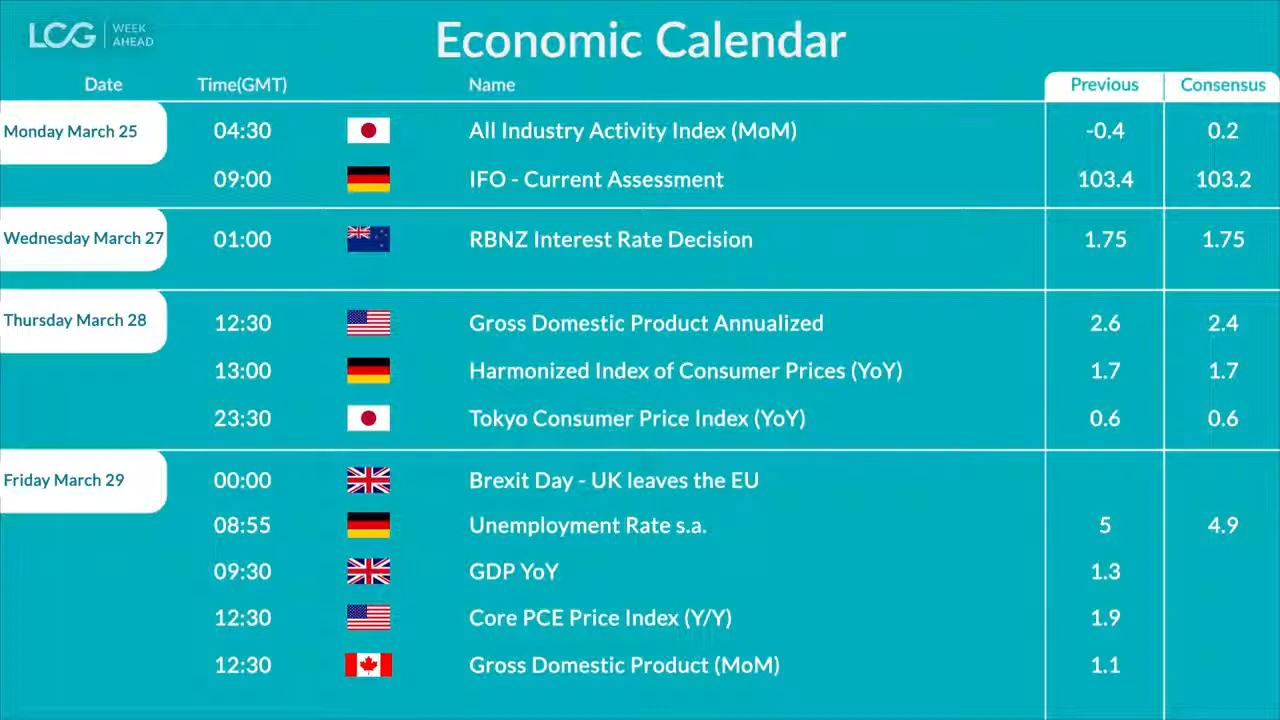 LCG WEEK AHEAD
Economic Calendar
Date Time(GMT) Name Previous Consensus
Monday March 25 04:30 All Industry Activity Index (MoM) -0.4 0.2
09:00 IFO - Current Assessment 103.4 103.2
Wednesday March 27 01:00 RBNZ Interest Rate Decision 1.75 1.75
Thursday March 28 12:30 Gross Domestic Product Annualized 2.6 2.4
13:00 Harmonized Index of Consumer Prices (YoY) 1.7 1.7
23:30 Tokyo Consumer Price Index (YoY) 0.6 0.6
Friday March 29 00:00 Brexit Day - UK leaves the EU
08:55 Unemployment Rate s.a. 5 4.9
09:30 GDP YoY 1.3
12:30 Core PCE Price Index (Y/Y) 1.9
12:30 Gross Domestic Product (MoM) 1.1